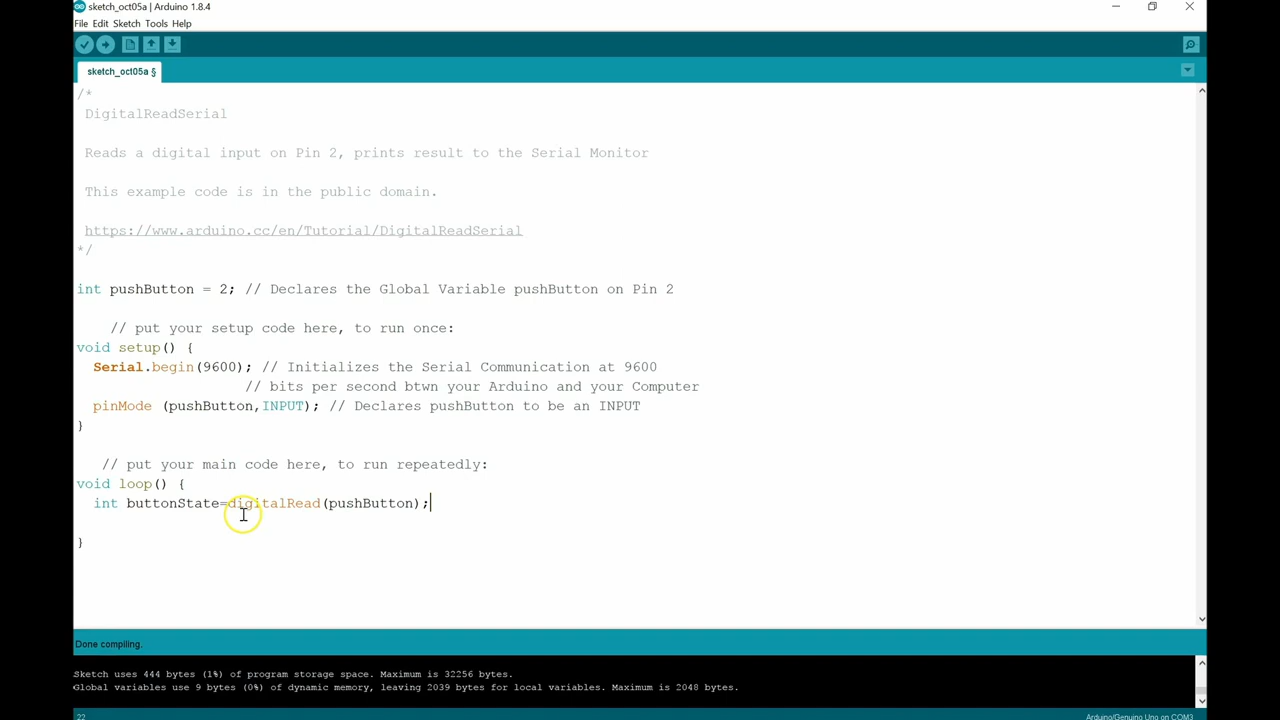 sketch_oct05a | Arduino 1.8.4
File Edit Sketch Tools Help
sketch_oct05a §
/*
DigitalReadSerial
Reads a digital input on Pin 2, prints result to the Serial Monitor
This example code is in the public domain.
https://www.arduino.cc/en/Tutorial/DigitalReadSerial
*/
int pushButton = 2; // Declares the Global Variable pushButton on Pin 2
// put your setup code here, to run once:
void setup() {
Serial.begin(9600); // Initializes the Serial Communication at 9600
// bits per second btwn your Arduino and your Computer
pinMode (pushButton,INPUT); // Declares pushButton to be an INPUT
}
// put your main code here, to run repeatedly:
void loop() {
int buttonState=digitalRead(pushButton);
}
Done compiling.
Sketch uses 444 bytes (1%) of program storage space. Maximum is 32256 bytes.
Global variables use 9 bytes (0%) of dynamic memory, leaving 2039 bytes for local variables. Maximum is 2048 bytes.
22
Arduino/Genuino Uno on COM3